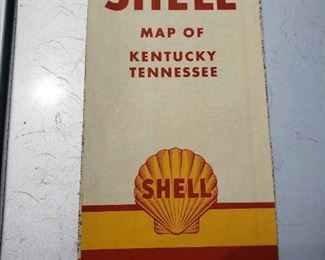 SHELL
MAP OF
KENTUCKY
TENNESSEE
SHELL